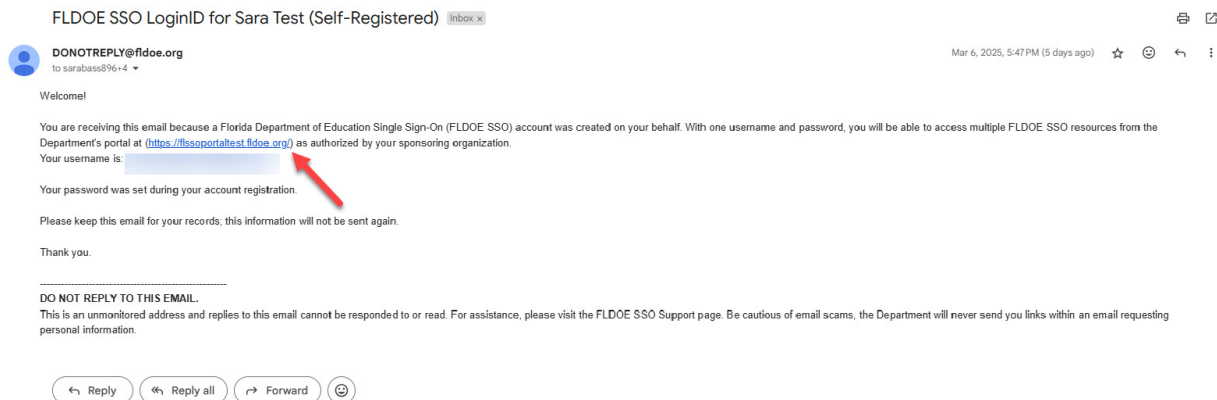 FLDOE SSO LoginID for Sara Test (Self-Registered) Inbox ×
DONOTREPLY@fldoe.org Mar 6, 2025, 5:47 PM (5 days ago)
to sarabass896+4
Welcome!
You are receiving this email because a Florida Department of Education Single Sign-On (FLDOE SSO) account was created on your behalf. With one username and password, you will be able to access multiple FLDOE SSO resources from the
Department's portal at (https://flssoportaltest.fldoe.org/) as authorized by your sponsoring organization.
Your username is:
Your password was set during your account registration.
Please keep this email for your records; this information will not be sent again.
Thank you.
------------------------------------------------------
DO NOT REPLY TO THIS EMAIL.
This is an unmonitored address and replies to this email cannot be responded to or read. For assistance, please visit the FLDOE SSO Support page. Be cautious of email scams, the Department will never send you links within an email requesting
personal information.
Reply Reply all Forward